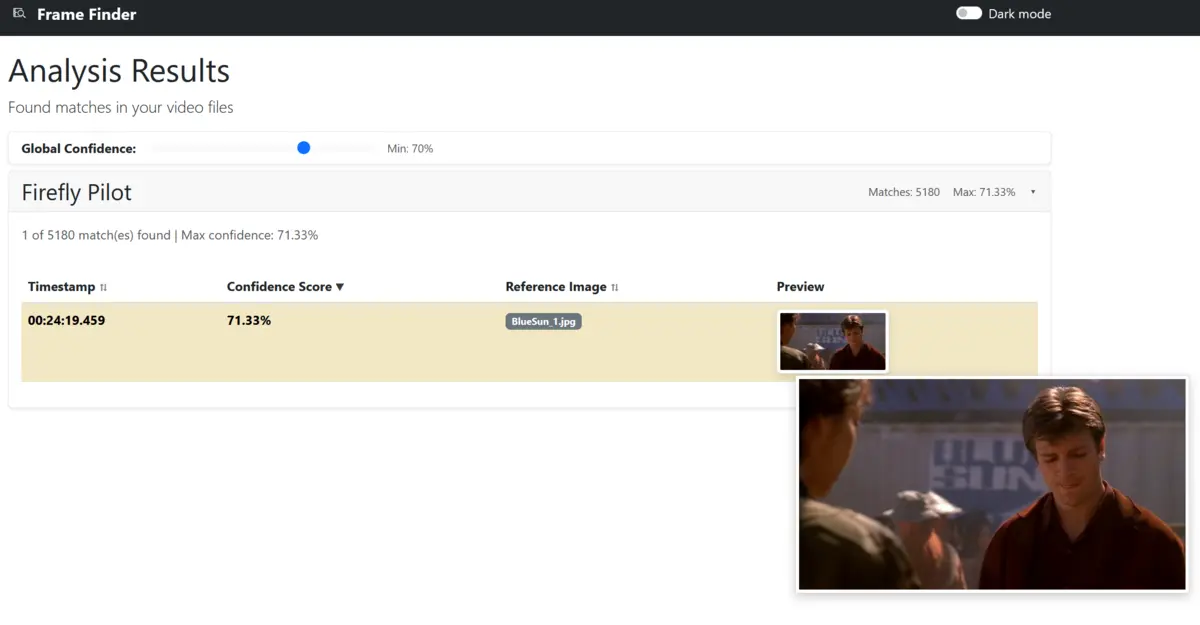 Frame Finder
Dark mode
Analysis Results
Found matches in your video files
Global Confidence:
Min: 70%
Firefly Pilot
Matches: 5180 Max: 71.33% ▾
1 of 5180 match(es) found | Max confidence: 71.33%
Timestamp ⇅ Confidence Score ▼ Reference Image ⇅ Preview
00:24:19.459 71.33% BlueSun_1.jpg
BLUE
SUN
BLU
SUN